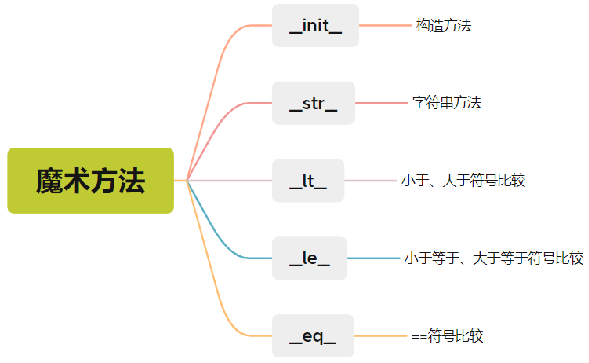 魔术方法
__init__
构造方法
__str__
字符串方法
__lt__
小于、大于符号比较
__le__
小于等于、大于等于符号比较
__eq__
==符号比较